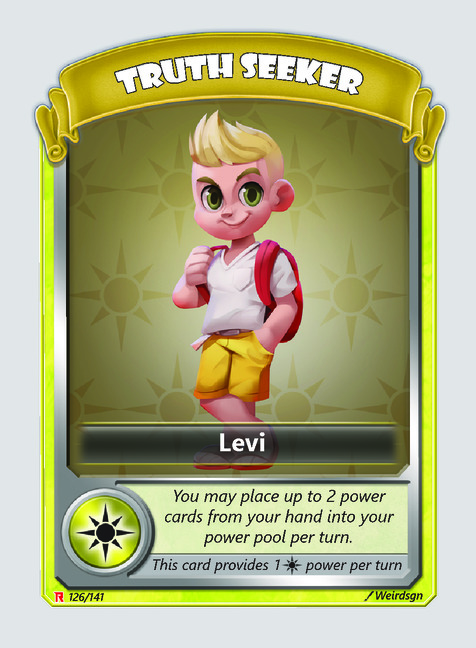 TRUTH SEEKER
Levi
You may place up to 2 power
cards from your hand into your
power pool per turn.
This card provides 1 power per turn
R 126/141
Weirdsgn